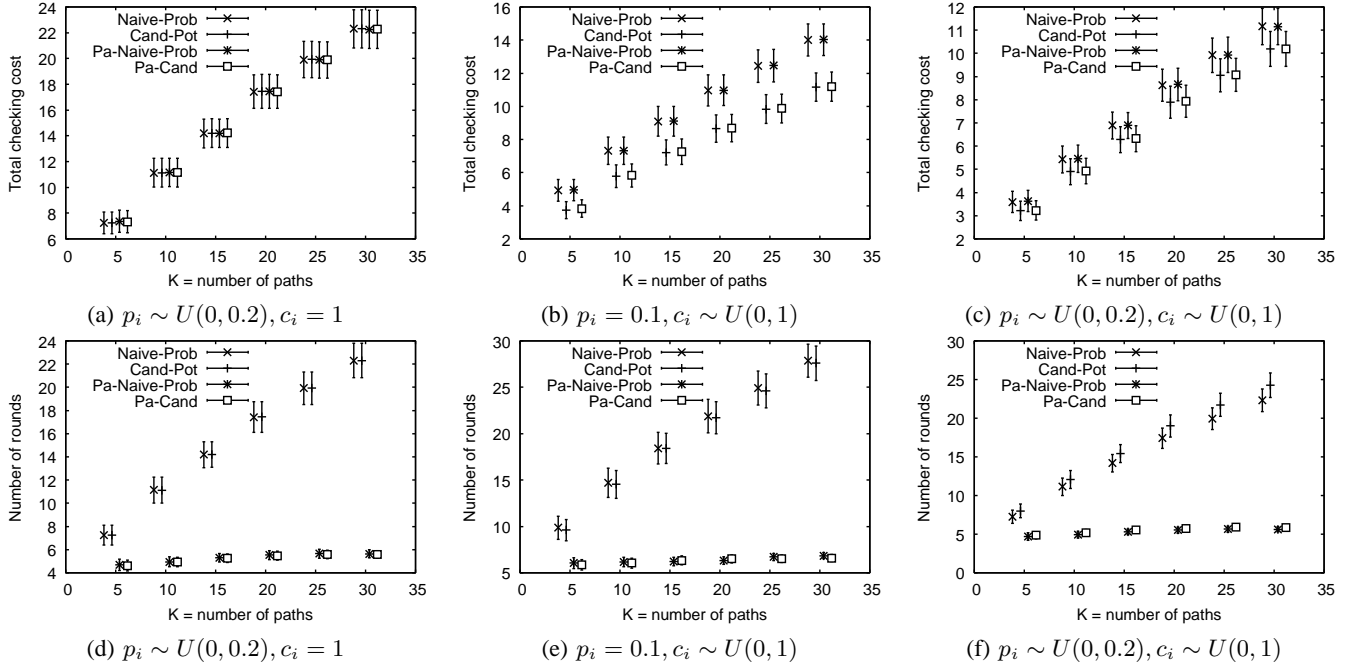 Total checking cost
24
22
20
18
16
14
12
10
8
6
Naive-Prob
Cand-Pot
Pa-Naive-Prob
Pa-Cand
0 5 10 15 20 25 30 35
K = number of paths
(a) p_i ∼ U(0, 0.2), c_i = 1
Total checking cost
16
14
12
10
8
6
4
2
Naive-Prob
Cand-Pot
Pa-Naive-Prob
Pa-Cand
0 5 10 15 20 25 30 35
K = number of paths
(b) p_i = 0.1, c_i ∼ U(0, 1)
Total checking cost
12
11
10
9
8
7
6
5
4
3
2
Naive-Prob
Cand-Pot
Pa-Naive-Prob
Pa-Cand
0 5 10 15 20 25 30 35
K = number of paths
(c) p_i ∼ U(0, 0.2), c_i ∼ U(0, 1)
Number of rounds
24
22
20
18
16
14
12
10
8
6
4
Naive-Prob
Cand-Pot
Pa-Naive-Prob
Pa-Cand
0 5 10 15 20 25 30 35
K = number of paths
(d) p_i ∼ U(0, 0.2), c_i = 1
Number of rounds
30
25
20
15
10
5
Naive-Prob
Cand-Pot
Pa-Naive-Prob
Pa-Cand
0 5 10 15 20 25 30 35
K = number of paths
(e) p_i = 0.1, c_i ∼ U(0, 1)
Number of rounds
30
25
20
15
10
5
0
Naive-Prob
Cand-Pot
Pa-Naive-Prob
Pa-Cand
0 5 10 15 20 25 30 35
K = number of paths
(f) p_i ∼ U(0, 0.2), c_i ∼ U(0, 1)